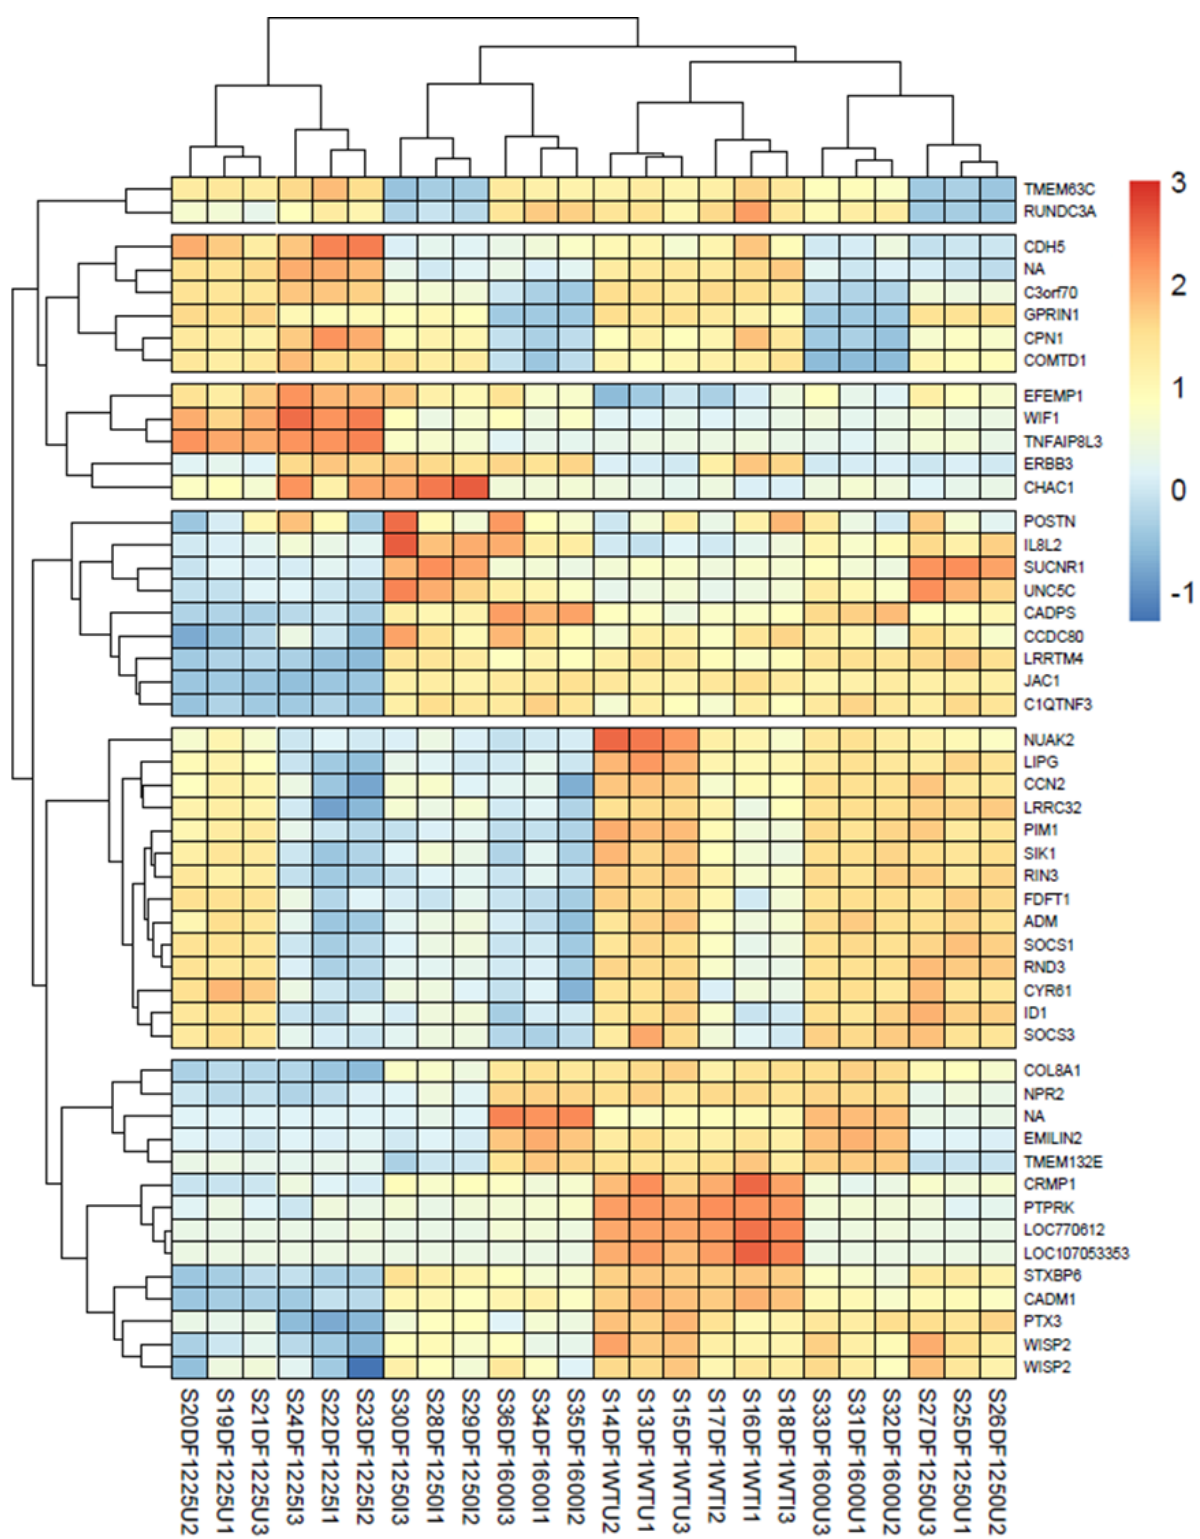 3
2
1
0
-1
TMEM63C
RUNDC3A
CDH5
NA
C3orf70
GPRIN1
CPN1
COMTD1
EFEMP1
WIF1
TNFAIP8L3
ERBB3
CHAC1
POSTN
IL8L2
SUCNR1
UNC5C
CADPS
CCDC80
LRRTM4
JAC1
C1QTNF3
NUAK2
LIPG
CCN2
LRRC32
PIM1
SIK1
RIN3
FDFT1
ADM
SOCS1
RND3
CYR61
ID1
SOCS3
COL8A1
NPR2
NA
EMILIN2
TMEM132E
CRMP1
PTPRK
LOC770612
LOC107053353
STXBP6
CADM1
PTX3
WISP2
WISP2
S20DF1225U2
S19DF1225U1
S21DF1225U3
S24DF1225I3
S22DF1225I1
S23DF1225I2
S30DF1250I3
S28DF1250I1
S29DF1250I2
S36DF1600I3
S34DF1600I1
S35DF1600I2
S14DF1WTU2
S13DF1WTU1
S15DF1WTU3
S17DF1WTI2
S16DF1WTI1
S18DF1WTI3
S33DF1600U3
S31DF1600U1
S32DF1600U2
S27DF1250U3
S25DF1250U1
S26DF1250U2